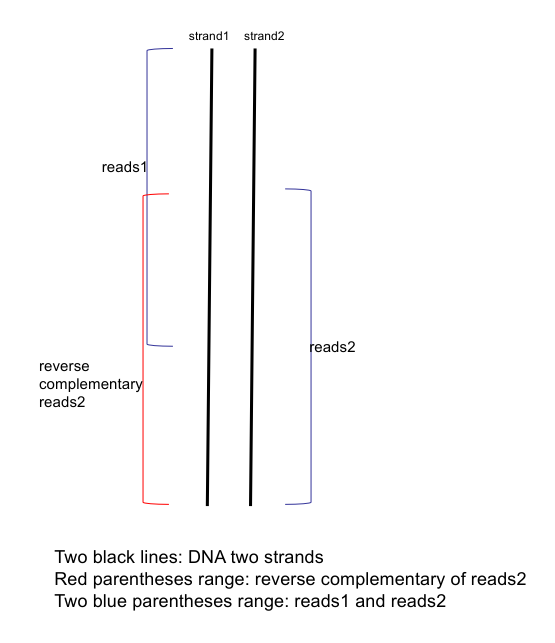 strand1 strand2
reads1
reads2
reverse
complementary
reads2
Two black lines: DNA two strands
Red parentheses range: reverse complementary of reads2
Two blue parentheses range: reads1 and reads2